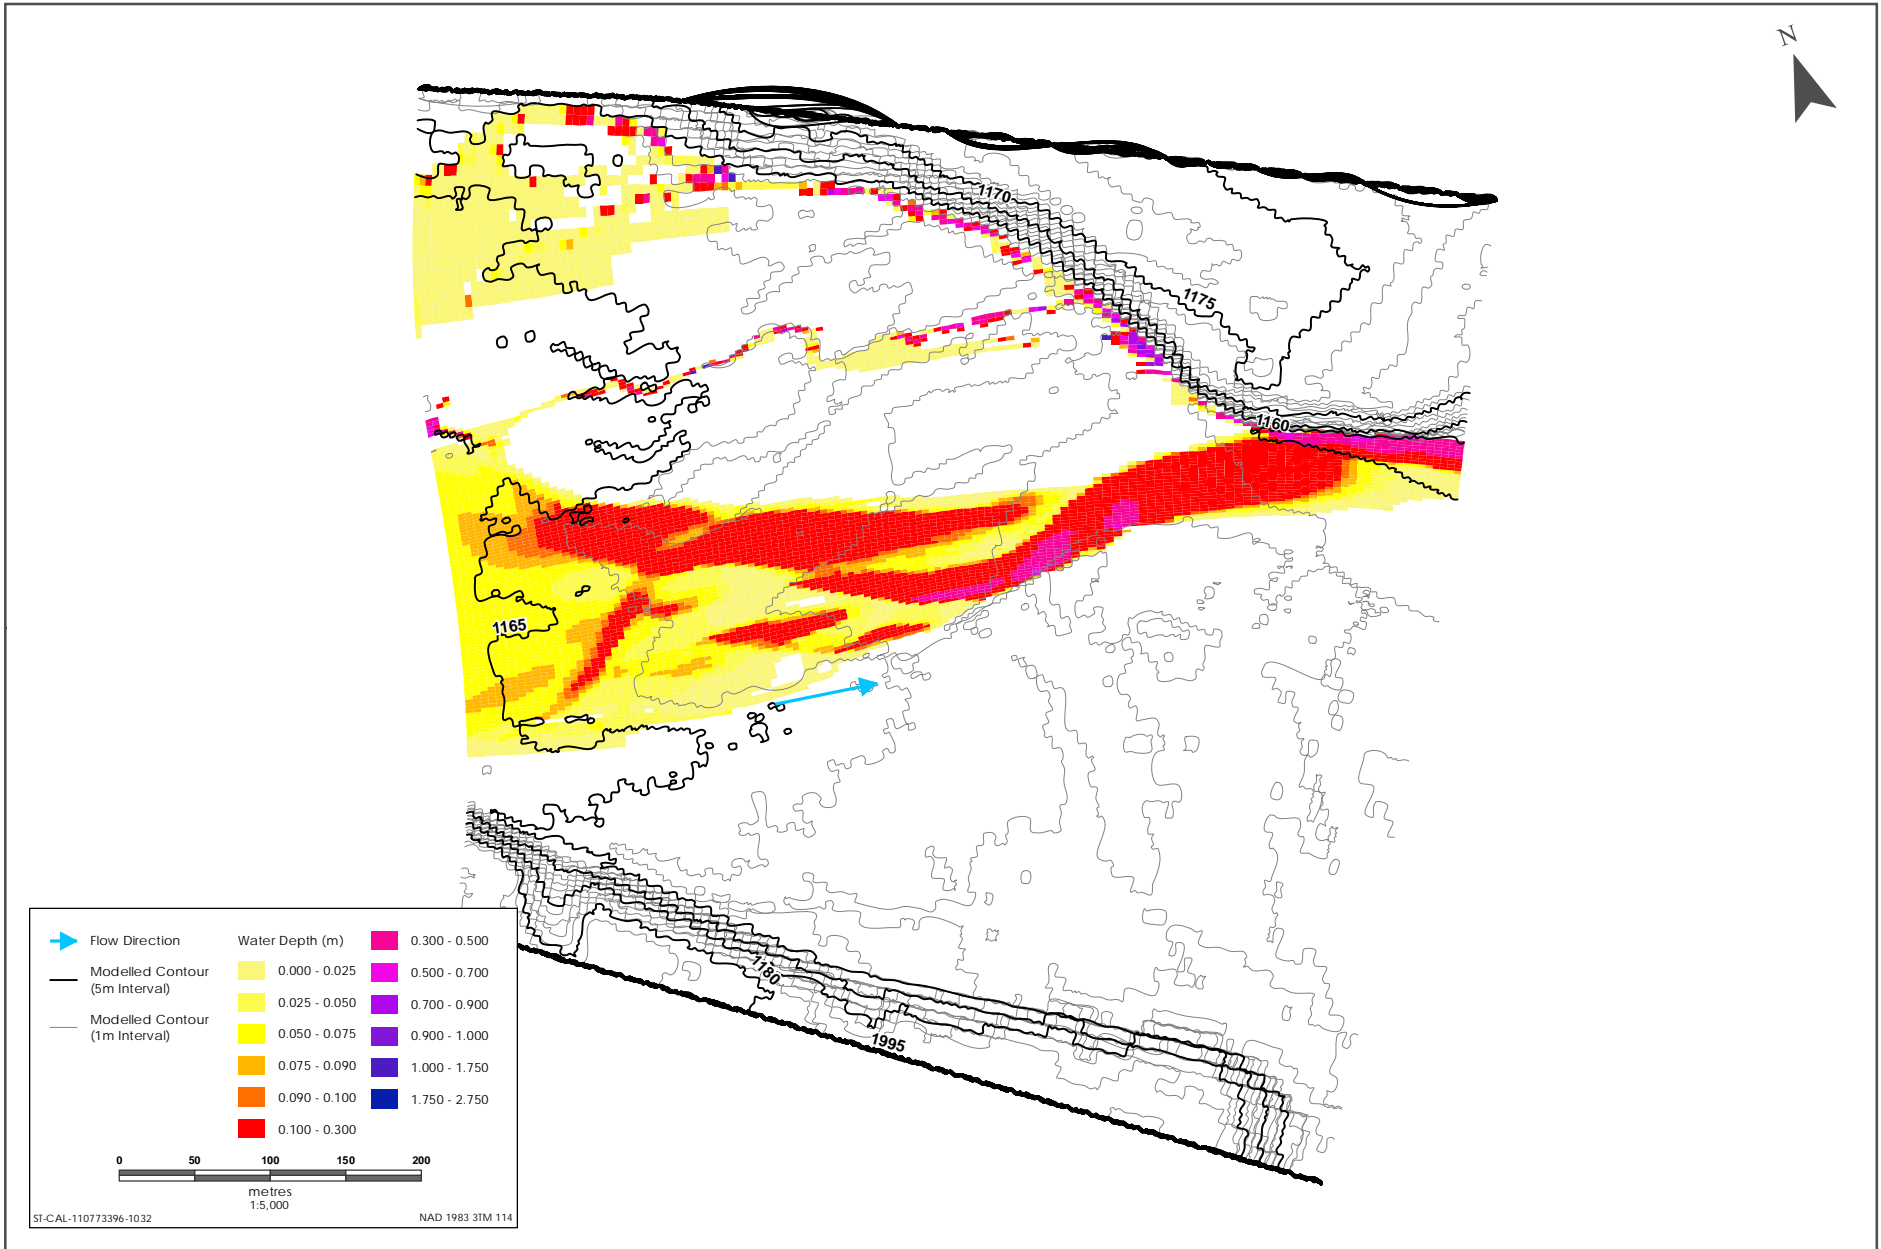 N
1170
1175
1160
1165
1180
1995
Flow Direction
Modelled Contour
(5m Interval)
Modelled Contour
(1m Interval)
Water Depth (m)
0.000 - 0.025
0.025 - 0.050
0.050 - 0.075
0.075 - 0.090
0.090 - 0.100
0.100 - 0.300
0.300 - 0.500
0.500 - 0.700
0.700 - 0.900
0.900 - 1.000
1.000 - 1.750
1.750 - 2.750
0 50 100 150 200
metres
1:5,000
ST-CAL-110773396-1032 NAD 1983 3TM 114